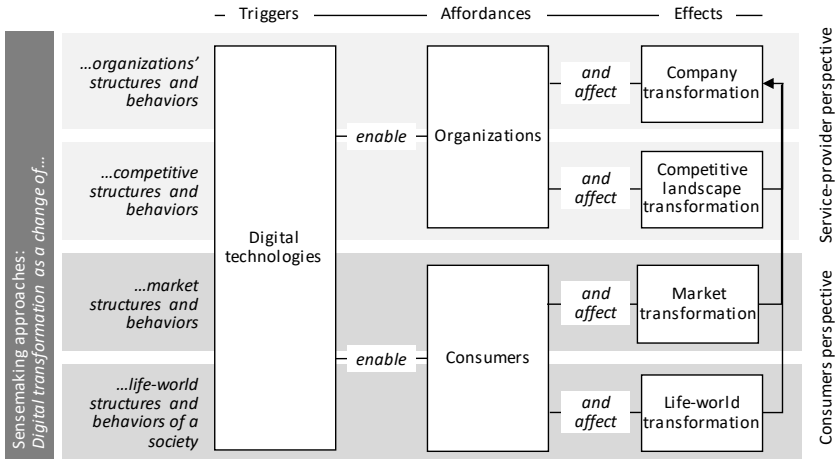 Triggers
Affordances
Effects
Sensemaking approaches:
Digital transformation as a change of…
…organizations'
structures and
behaviors
…competitive
structures and
behaviors
…market
structures and
behaviors
…life-world
structures and
behaviors of a
society
Digital
technologies
enable
enable
Organizations
Consumers
and
affect
and
affect
and
affect
and
affect
Company
transformation
Competitive
landscape
transformation
Market
transformation
Life-world
transformation
Service-provider perspective
Consumers perspective